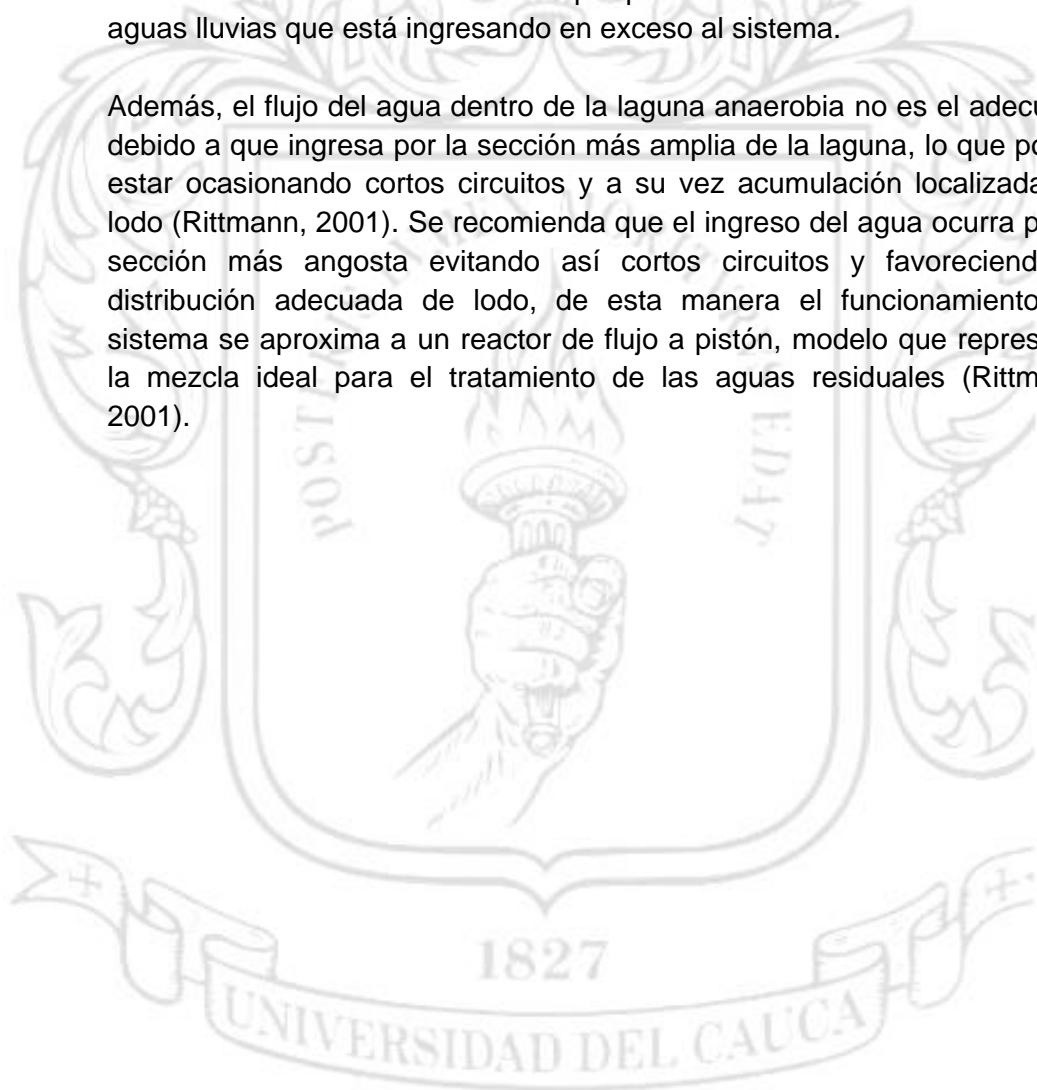 aguas lluvias que está ingresando en exceso al sistema.
Además, el flujo del agua dentro de la laguna anaerobia no es el adecu
debido a que ingresa por la sección más amplia de la laguna, lo que po
estar ocasionando cortos circuitos y a su vez acumulación localizada
lodo (Rittmann, 2001). Se recomienda que el ingreso del agua ocurra p
sección más angosta evitando así cortos circuitos y favoreciend
distribución adecuada de lodo, de esta manera el funcionamiento
sistema se aproxima a un reactor de flujo a pistón, modelo que repres
la mezcla ideal para el tratamiento de las aguas residuales (Rittm
2001).
1827
UNIVERSIDAD DEL CAUCA